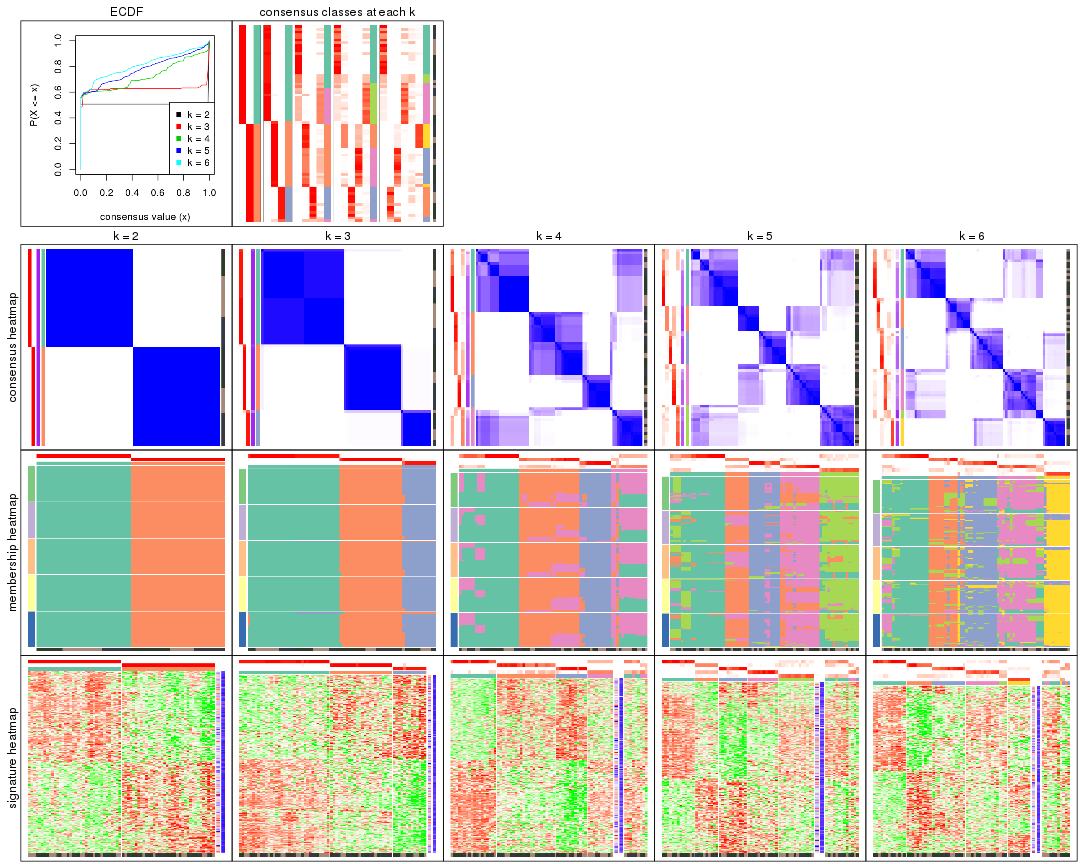 ECDF
consensus classes at each k
P(X <= x)
0.0 0.2 0.4 0.6 0.8 1.0
k = 2
k = 3
k = 4
k = 5
k = 6
0.0 0.2 0.4 0.6 0.8 1.0
consensus value (x)
k = 2
k = 3
k = 4
k = 5
k = 6
consensus heatmap
membership heatmap
signature heatmap